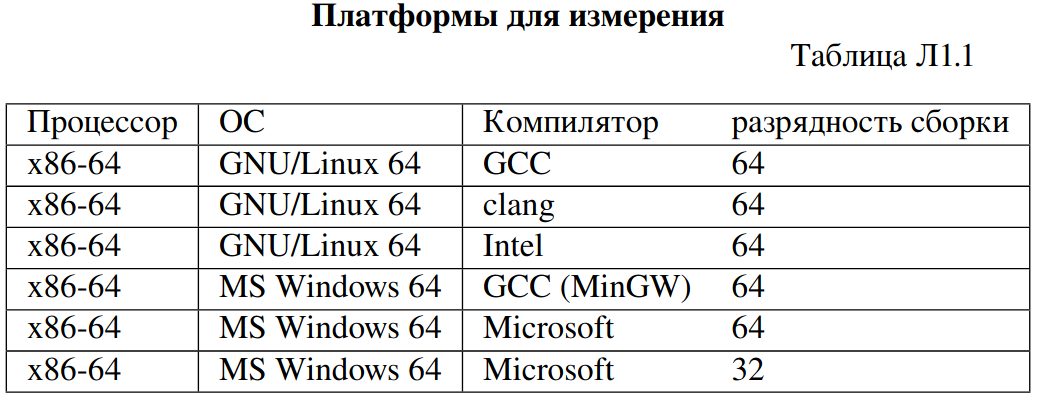 Платформы для измерения
Таблица Л1.1
Процессор ОС Компилятор разрядность сборки
x86-64 GNU/Linux 64 GCC 64
x86-64 GNU/Linux 64 clang 64
x86-64 GNU/Linux 64 Intel 64
x86-64 MS Windows 64 GCC (MinGW) 64
x86-64 MS Windows 64 Microsoft 64
x86-64 MS Windows 64 Microsoft 32